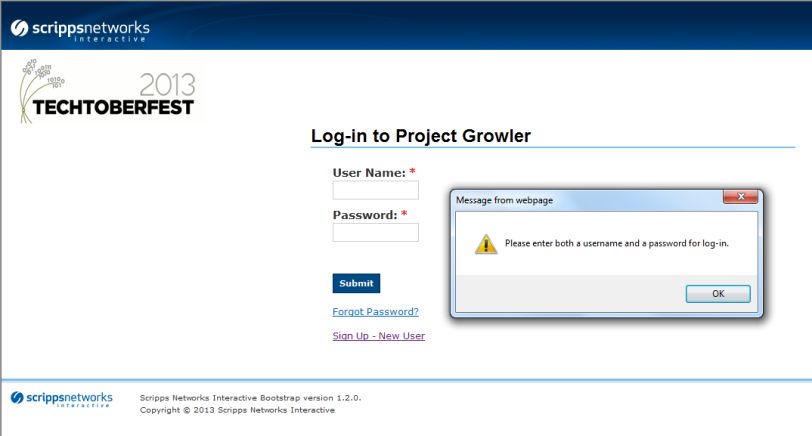 scrippsnetworks
interactive
2013
TECHTOBERFEST
Log-in to Project Growler
User Name: *
Password: *
Message from webpage
Please enter both a username and a password for log-in.
OK
Submit
Forgot Password?
Sign Up - New User
scrippsnetworks
interactive
Scripps Networks Interactive Bootstrap version 1.2.0.
Copyright © 2013 Scripps Networks Interactive